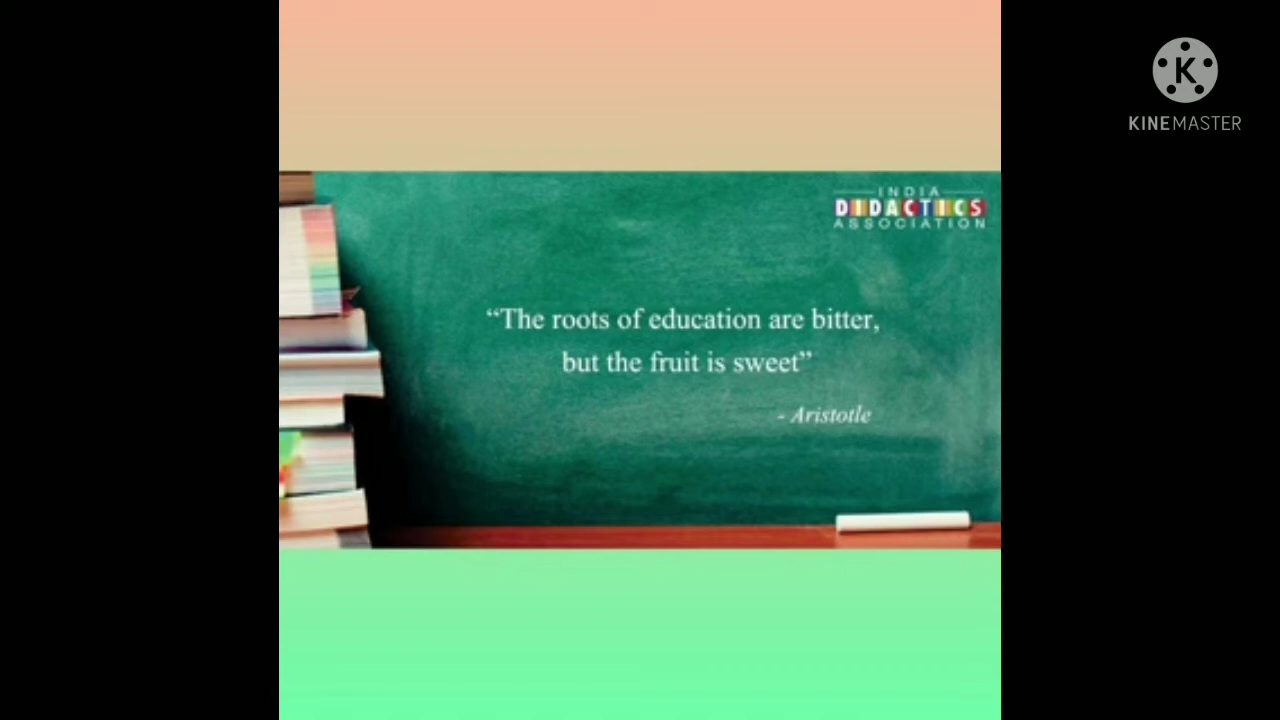 INDIA
DIDACTICS
ASSOCIATION
K
KINEMASTER
“The roots of education are bitter,
but the fruit is sweet”
- Aristotle